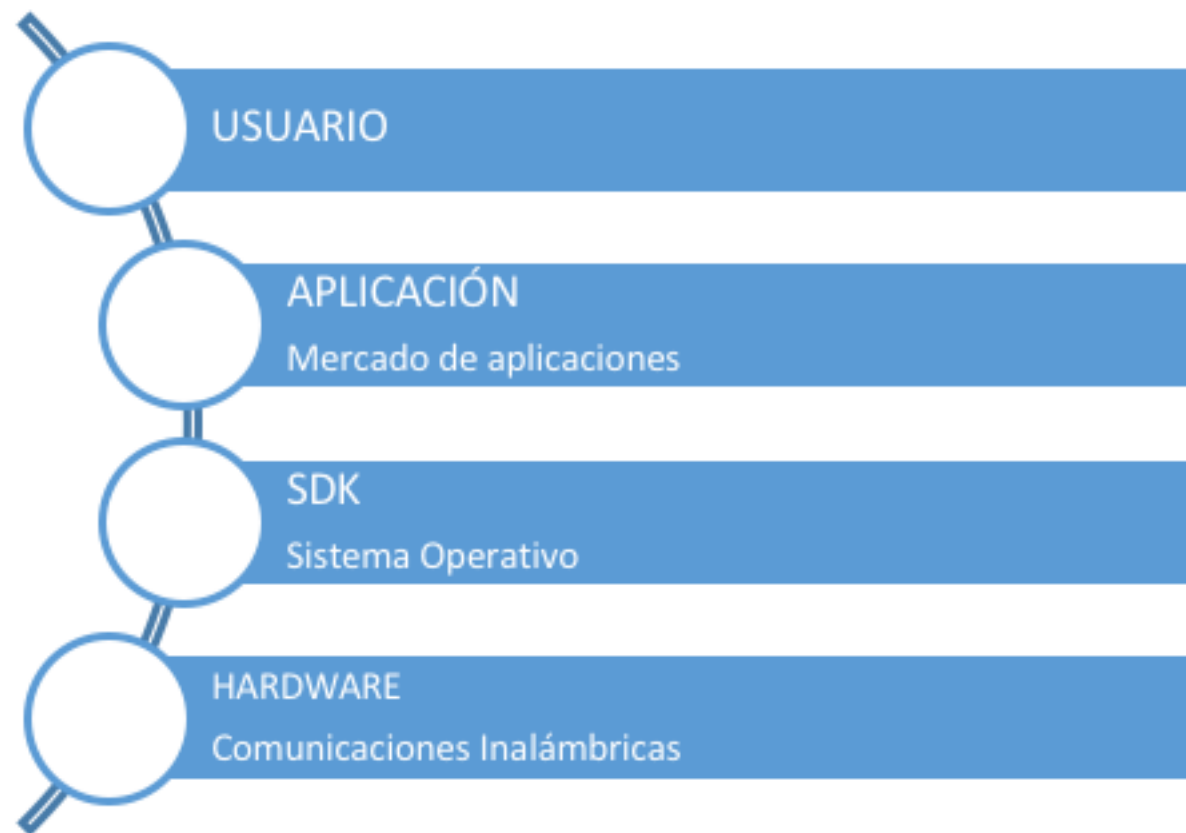 USUARIO
APLICACIÓN
Mercado de aplicaciones
SDK
Sistema Operativo
HARDWARE
Comunicaciones Inalámbricas